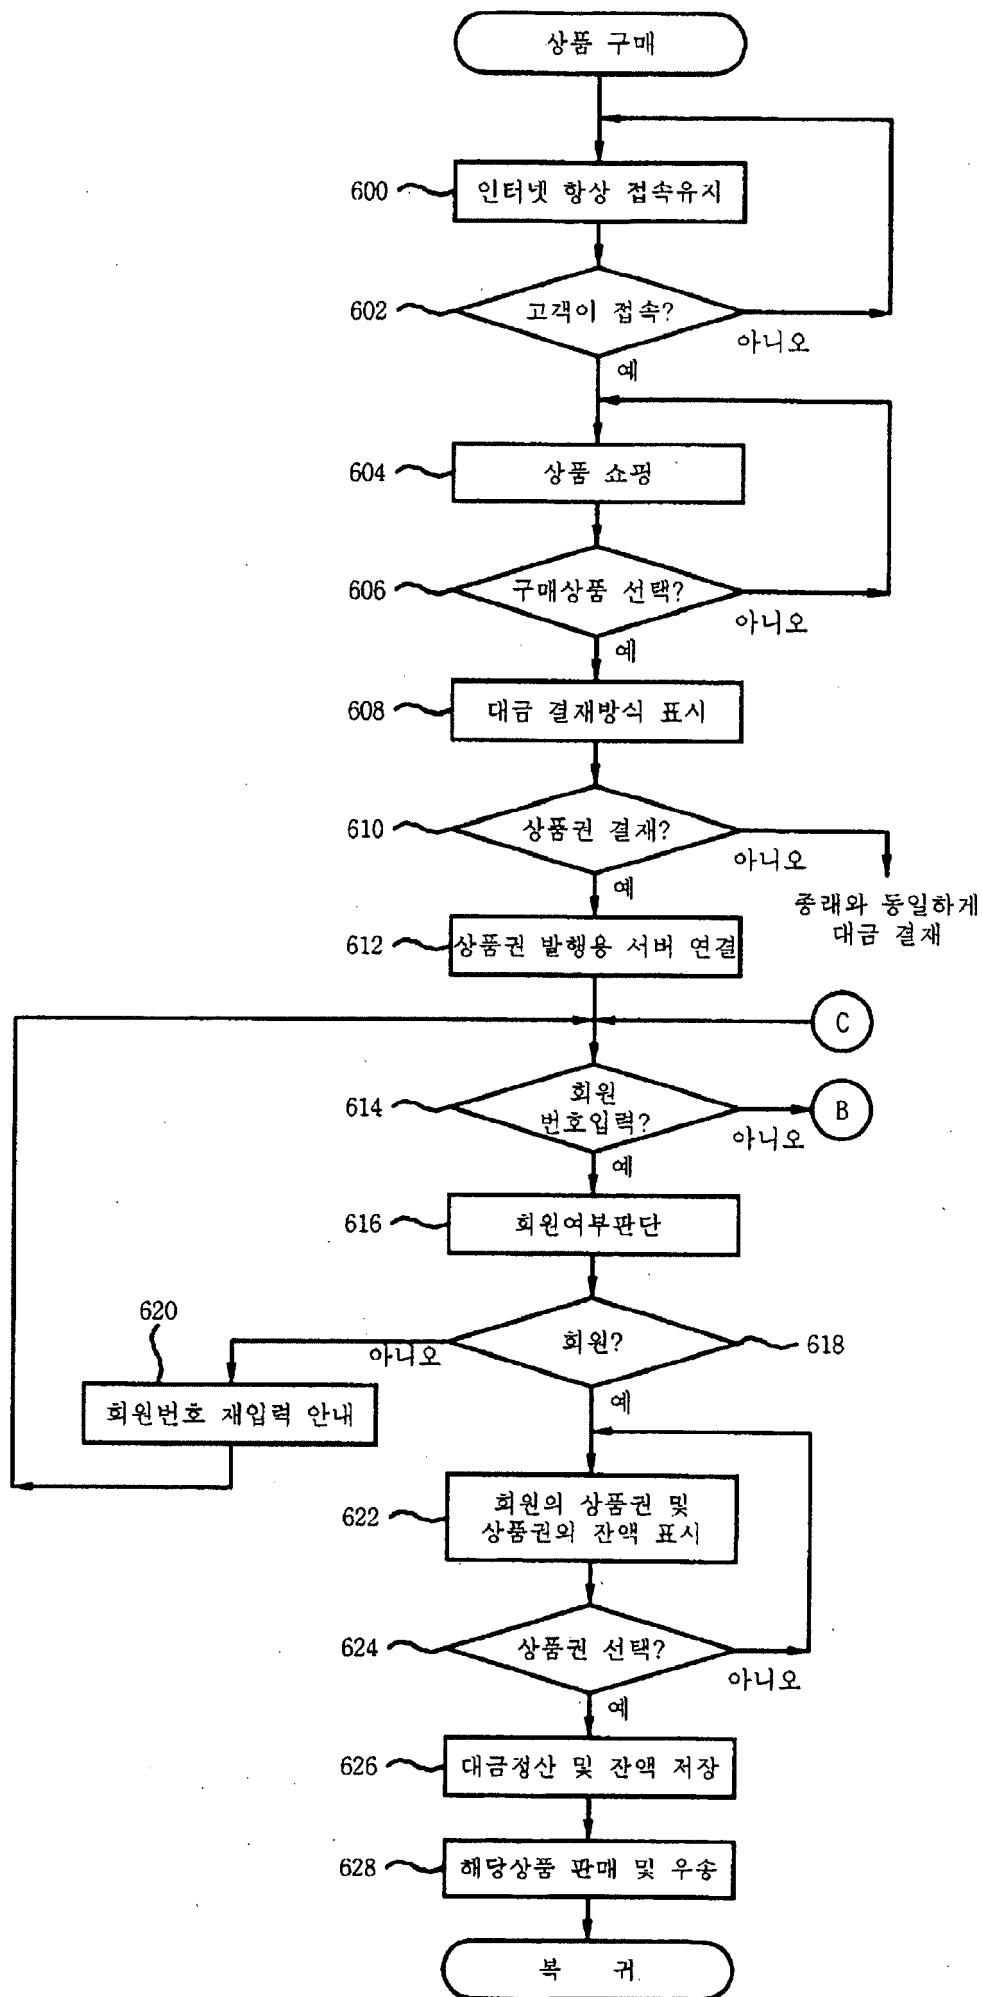 상품 구매
600
인터넷 항상 접속유지
602
고객이 접속?
아니오
예
604
상품 쇼핑
606
구매상품 선택?
아니오
예
608
대금 결재방식 표시
610
상품권 결재?
아니오
예
종래와 동일하게
대금 결재
612
상품권 발행용 서버 연결
C
614
회원
번호입력?
B
아니오
예
616
회원여부판단
620
회원?
618
아니오
회원번호 재입력 안내
예
622
회원의 상품권 및
상품권의 잔액 표시
624
상품권 선택?
아니오
예
626
대금정산 및 잔액 저장
628
해당상품 판매 및 우송
복 귀